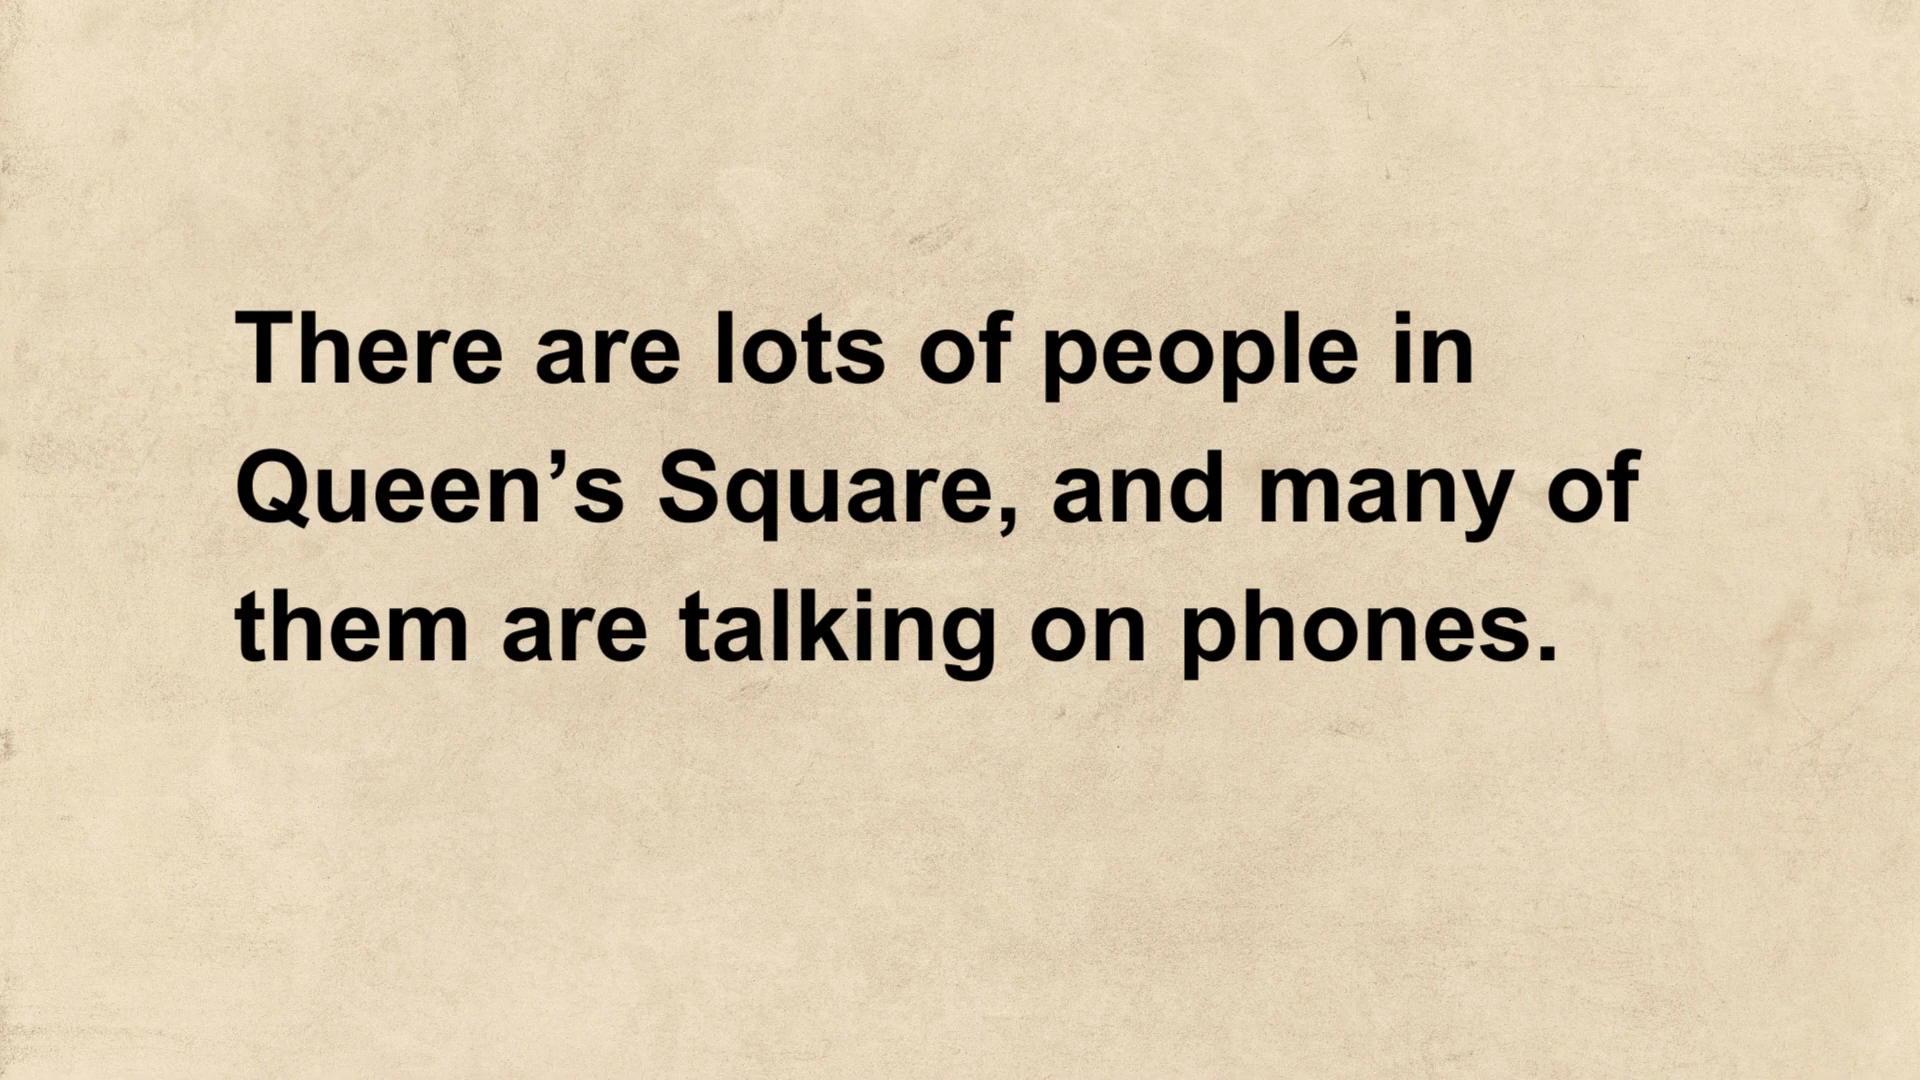 There are lots of people in
Queen’s Square, and many of
them are talking on phones.